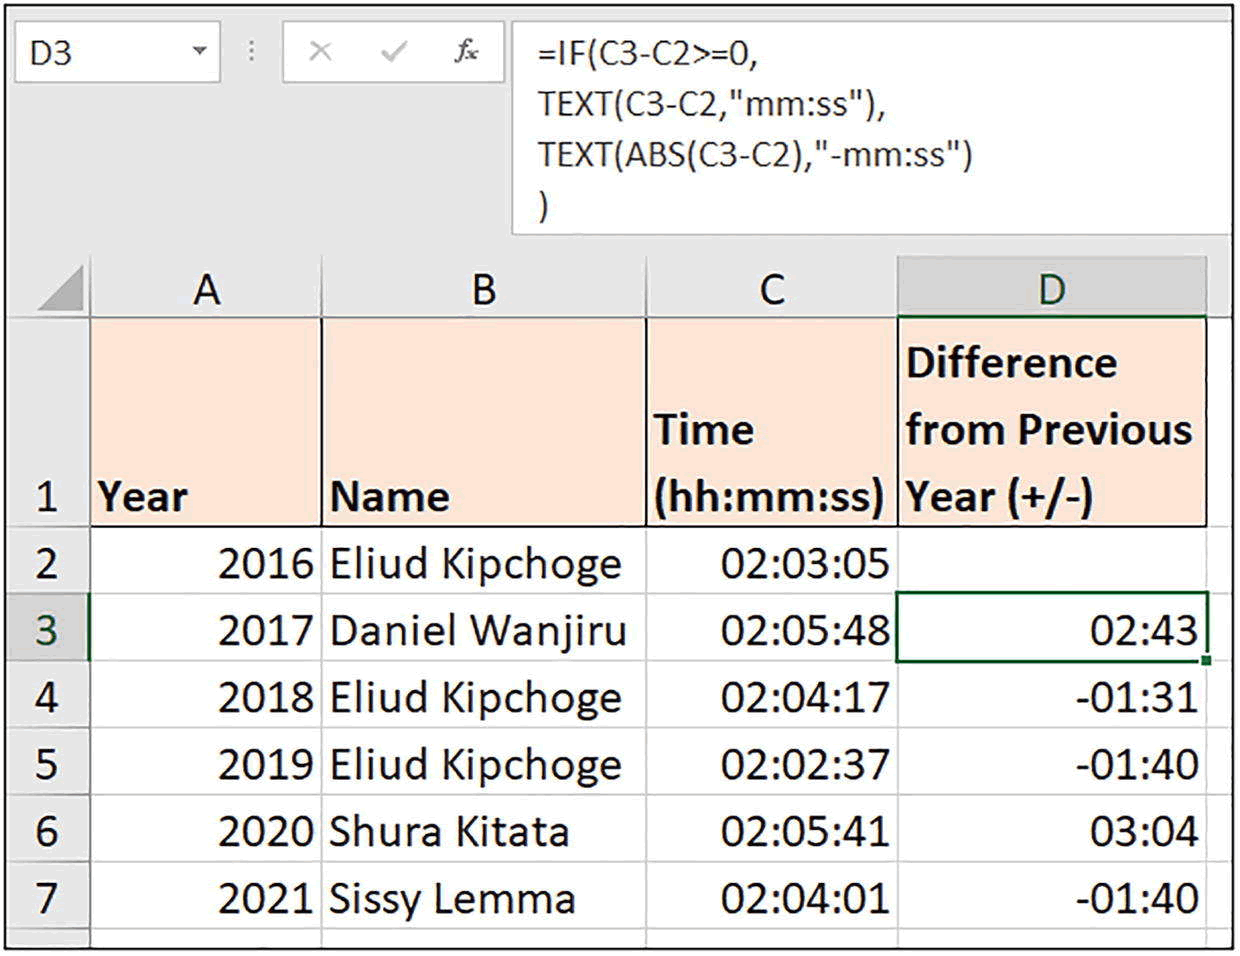 D3 fx =IF(C3-C2>=0,
TEXT(C3-C2,"mm:ss"),
TEXT(ABS(C3-C2),"-mm:ss")
)
A B C D
1 Year Name Time (hh:mm:ss) Difference from Previous Year (+/-)
2 2016 Eliud Kipchoge 02:03:05
3 2017 Daniel Wanjiru 02:05:48 02:43
4 2018 Eliud Kipchoge 02:04:17 -01:31
5 2019 Eliud Kipchoge 02:02:37 -01:40
6 2020 Shura Kitata 02:05:41 03:04
7 2021 Sissy Lemma 02:04:01 -01:40